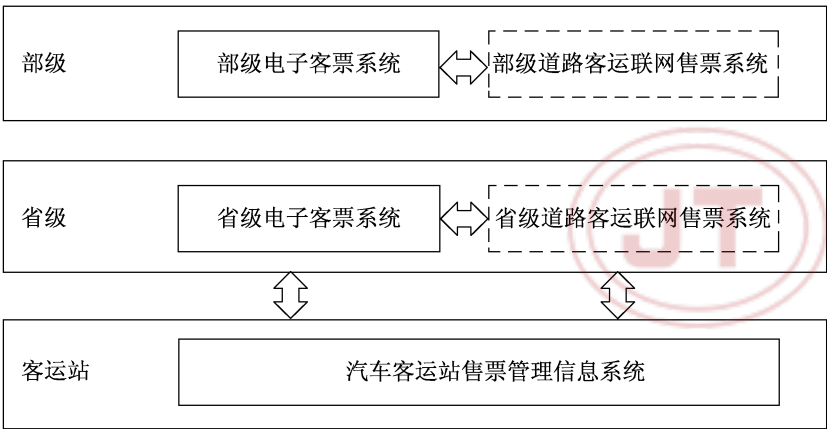 部级
部级电子客票系统
部级道路客运联网售票系统
省级
省级电子客票系统
省级道路客运联网售票系统
JT
客运站
汽车客运站售票管理信息系统